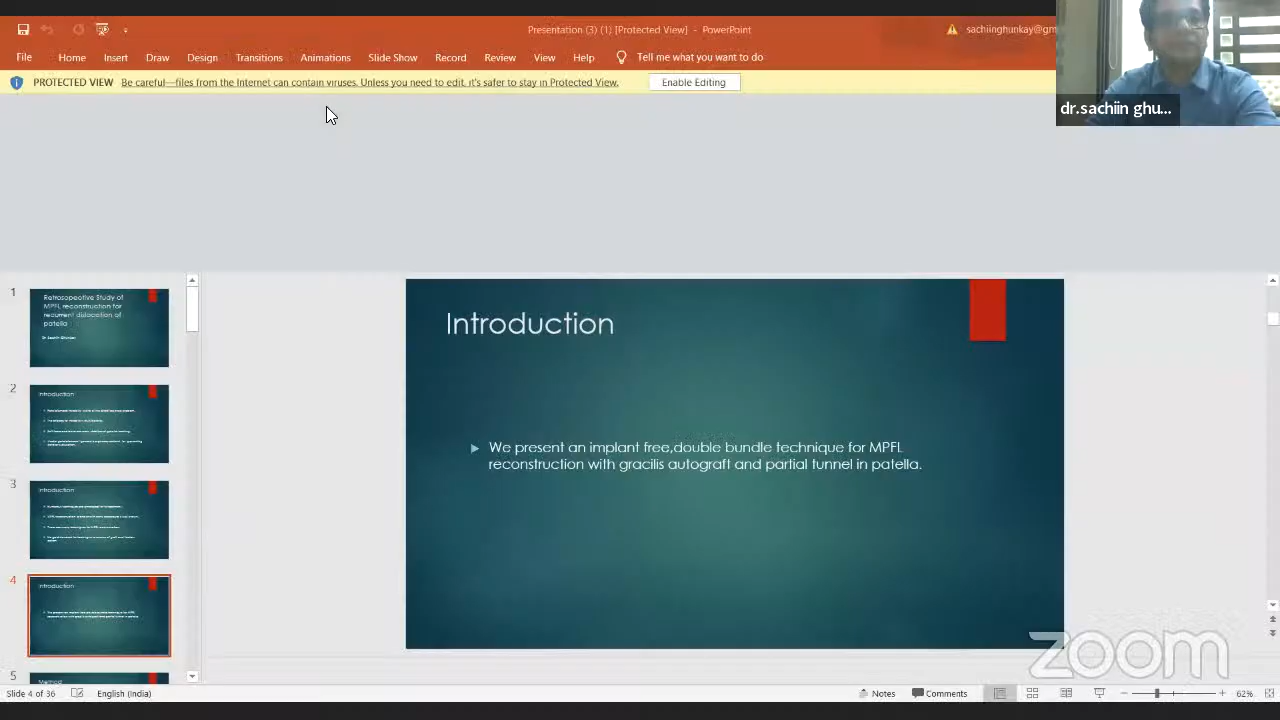 Presentation (3) (1) [Protected View] - PowerPoint
sachiinghunkay@gm
File Home Insert Draw Design Transitions Animations Slide Show Record Review View Help Tell me what you want to do
PROTECTED VIEW Be careful—files from the Internet can contain viruses. Unless you need to edit, it's safer to stay in Protected View. Enable Editing
dr.sachiin ghu...
1
Retrospective Study of
MPFL reconstruction for
recurrent dislocation of
patella
2
Introduction
3
Introduction
4
Introduction
5
Method
Introduction
We present an implant free,double bundle technique for MPFL
reconstruction with gracilis autograft and partial tunnel in patella.
zoom
Slide 4 of 36 English (India) Notes Comments 62%